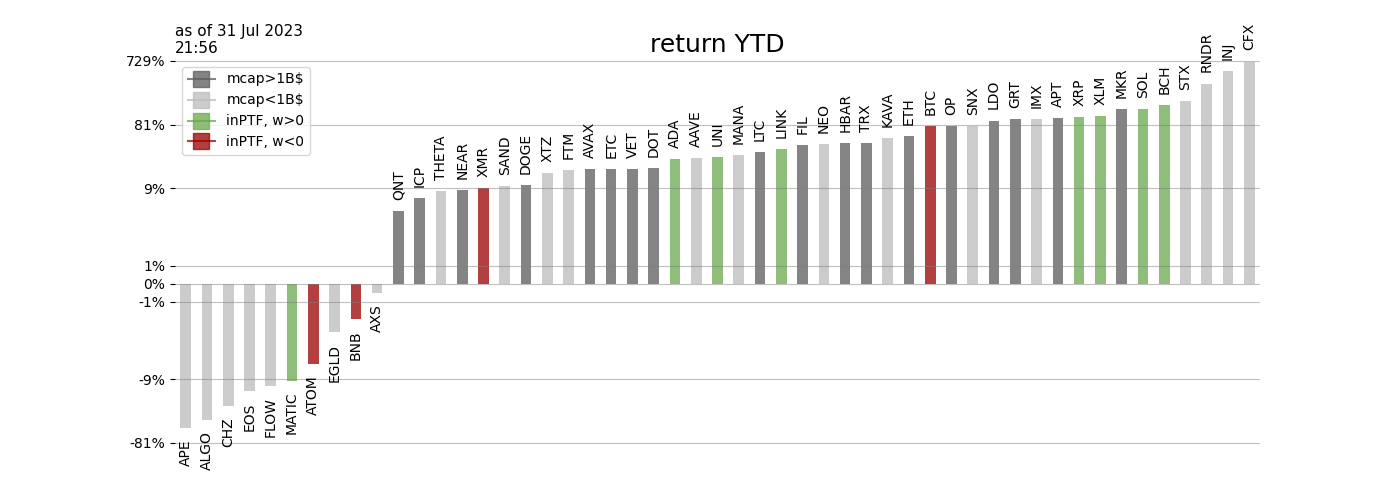 as of 31 Jul 2023
21:56
return YTD
729%
81%
9%
1%
0%
-1%
-9%
-81%
mcap>1B$
mcap<1B$
inPTF, w>0
inPTF, w<0
APE
ALGO
CHZ
EOS
FLOW
MATIC
ATOM
EGLD
BNB
AXS
QNT
ICP
THETA
NEAR
XMR
SAND
DOGE
XTZ
FTM
AVAX
ETC
VET
DOT
ADA
AAVE
UNI
MANA
LTC
LINK
FIL
NEO
HBAR
TRX
KAVA
ETH
BTC
OP
SNX
LDO
GRT
IMX
APT
XRP
XLM
MKR
SOL
BCH
STX
RNDR
INJ
CFX